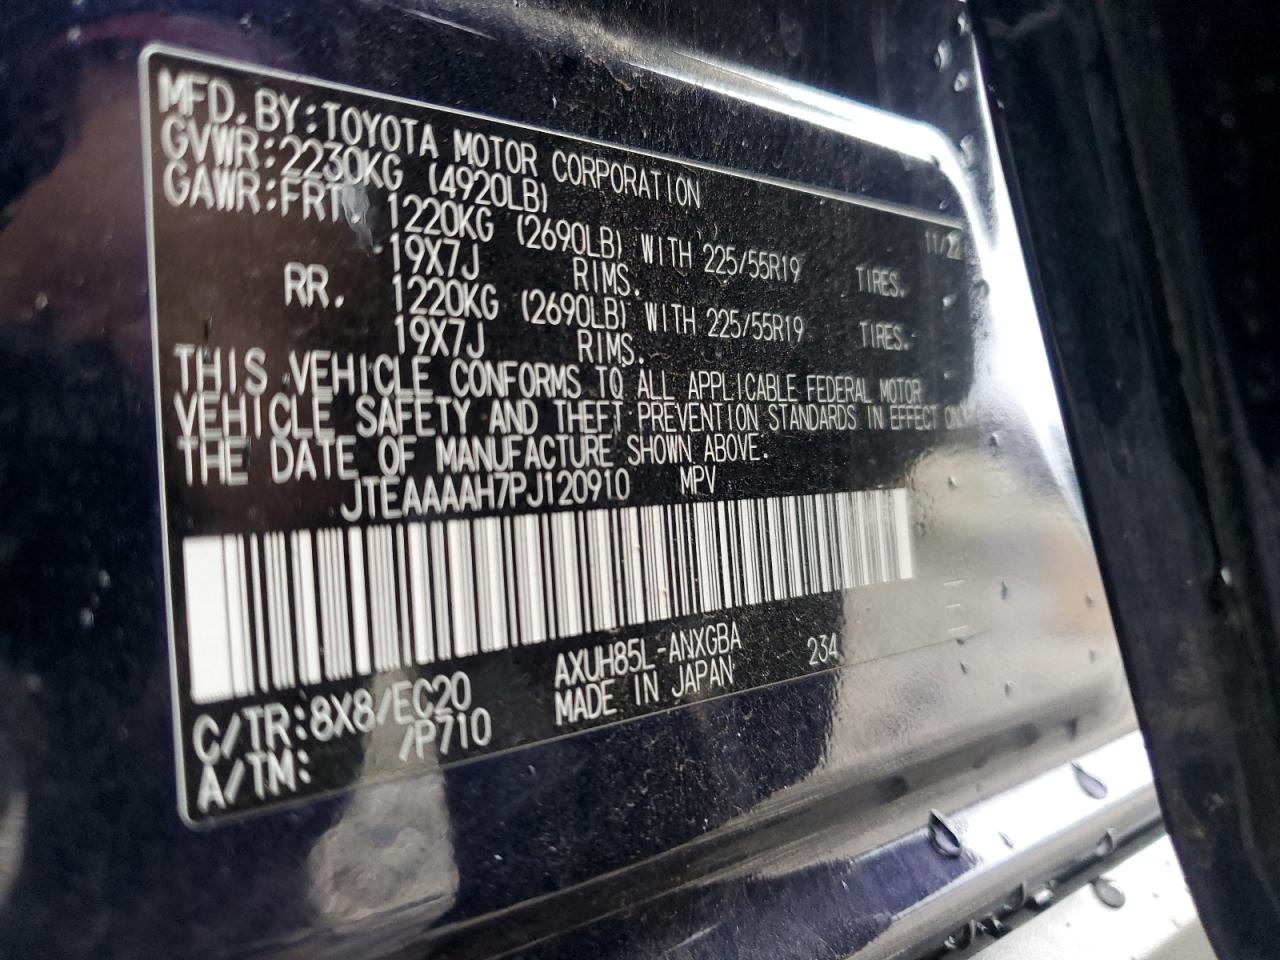 MFD. BY: TOYOTA MOTOR CORPORATION 11/22
GVWR: 2230KG (4920LB)
GAWR: FRT. 1220KG (2690LB) WITH 225/55R19 TIRES.
19X7J RIMS.
RR. 1220KG (2690LB) WITH 225/55R19 TIRES.
19X7J RIMS.
THIS VEHICLE CONFORMS TO ALL APPLICABLE FEDERAL MOTOR
VEHICLE SAFETY AND THEFT PREVENTION STANDARDS IN EFFECT ON
THE DATE OF MANUFACTURE SHOWN ABOVE.
JTEAAAAH7PJ120910 MPV
C/TR: 8X8/EC20 AXUH85L-ANXGBA 234
A/TM: /P710 MADE IN JAPAN